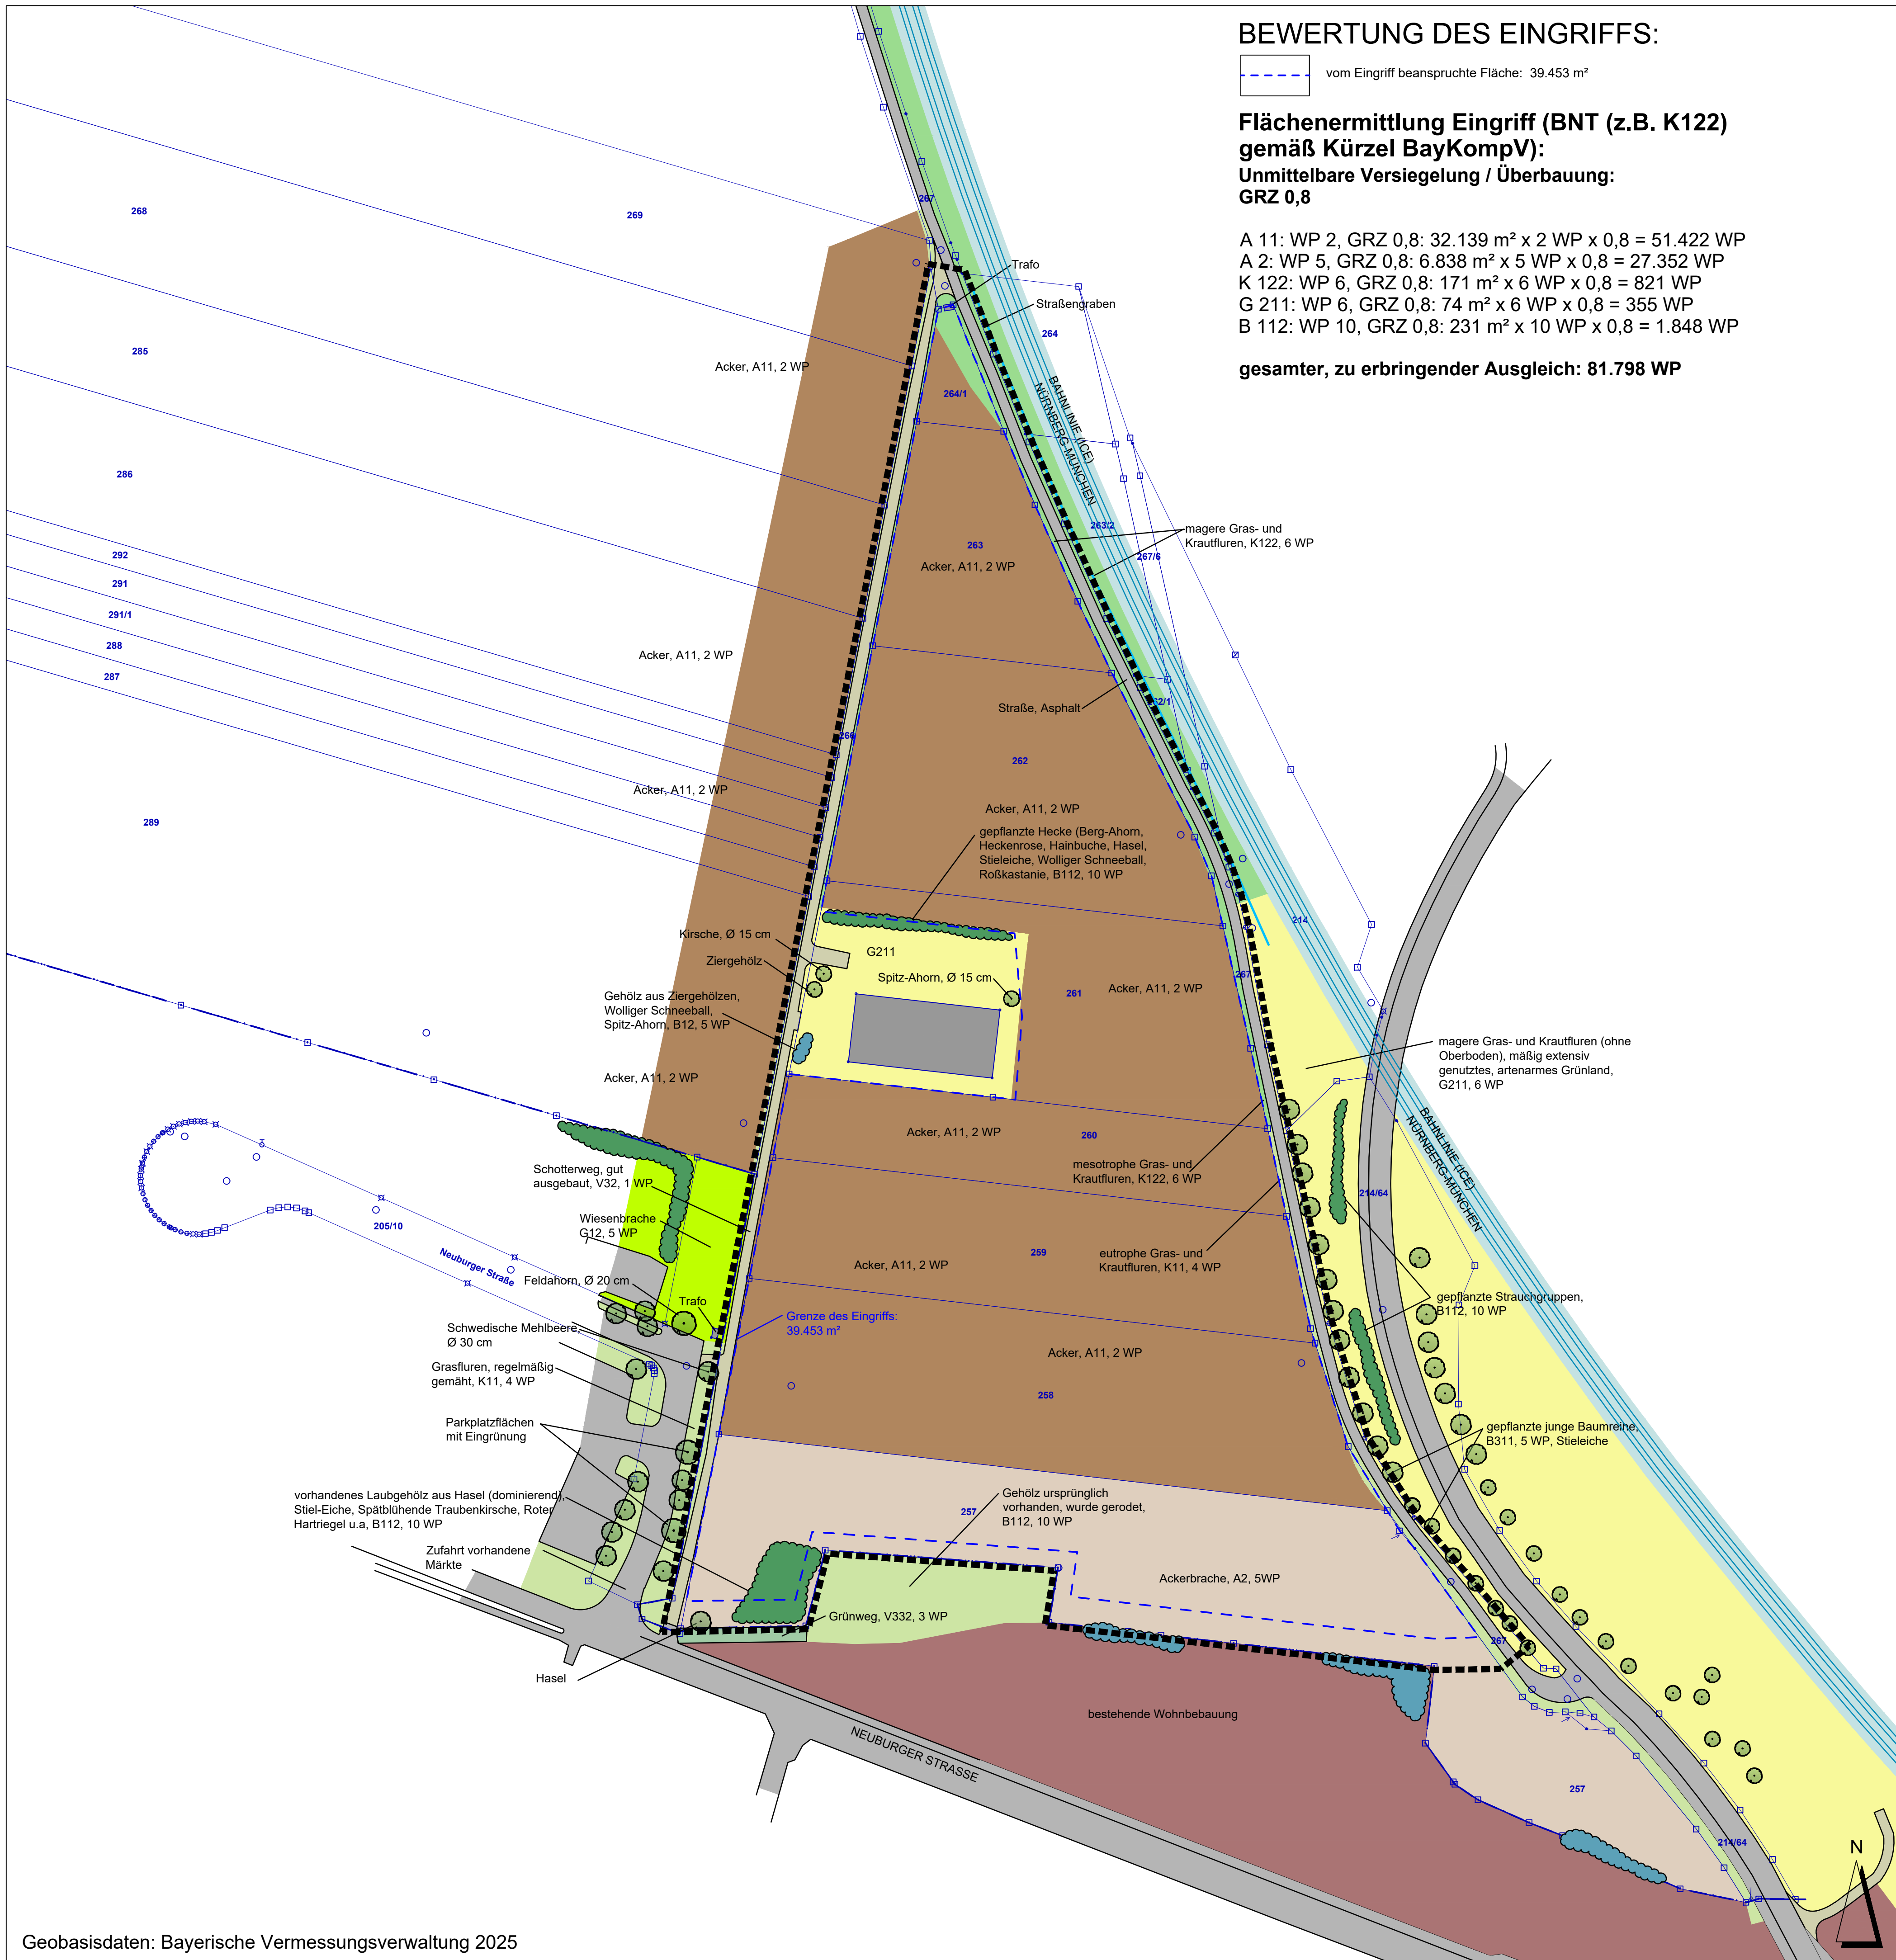 BEWERTUNG DES EINGRIFFS:
vom Eingriff beanspruchte Fläche: 39.453 m²
Flächenermittlung Eingriff (BNT (z.B. K122)
gemäß Kürzel BayKompV):
Unmittelbare Versiegelung / Überbauung:
GRZ 0,8
A 11: WP 2, GRZ 0,8: 32.139 m² x 2 WP x 0,8 = 51.422 WP
A 2: WP 5, GRZ 0,8: 6.838 m² x 5 WP x 0,8 = 27.352 WP
K 122: WP 6, GRZ 0,8: 171 m² x 6 WP x 0,8 = 821 WP
G 211: WP 6, GRZ 0,8: 74 m² x 6 WP x 0,8 = 355 WP
B 112: WP 10, GRZ 0,8: 231 m² x 10 WP x 0,8 = 1.848 WP
gesamter, zu erbringender Ausgleich: 81.798 WP
268
269
267
Trafo
Straßengraben
264
285
Acker, A11, 2 WP
264/1
BAHNLINIE (ICE)
NÜRNBERG-MÜNCHEN
286
263
263/2
magere Gras- und
Krautfluren, K122, 6 WP
267/6
292
Acker, A11, 2 WP
291
291/1
288
Acker, A11, 2 WP
287
Straße, Asphalt
262/1
266
262
Acker, A11, 2 WP
289
Acker, A11, 2 WP
gepflanzte Hecke (Berg-Ahorn,
Heckenrose, Hainbuche, Hasel,
Stieleiche, Wolliger Schneeball,
Roßkastanie, B112, 10 WP
214
Kirsche, Ø 15 cm
G211
Ziergehölz
Spitz-Ahorn, Ø 15 cm
267
261
Acker, A11, 2 WP
Gehölz aus Ziergehölzen,
Wolliger Schneeball,
Spitz-Ahorn, B12, 5 WP
magere Gras- und Krautfluren (ohne
Oberboden), mäßig extensiv
genutztes, artenarmes Grünland,
G211, 6 WP
Acker, A11, 2 WP
BAHNLINIE (ICE)
NÜRNBERG-MÜNCHEN
Acker, A11, 2 WP
260
Schotterweg, gut
ausgebaut, V32, 1 WP
mesotrophe Gras- und
Krautfluren, K122, 6 WP
214/64
Wiesenbrache
G12, 5 WP
205/10
Neuburger Straße
259
eutrophe Gras- und
Krautfluren, K11, 4 WP
Acker, A11, 2 WP
Feldahorn, Ø 20 cm
Trafo
gepflanzte Strauchgruppen,
B112, 10 WP
Grenze des Eingriffs:
39.453 m²
Schwedische Mehlbeere,
Ø 30 cm
Acker, A11, 2 WP
Grasfluren, regelmäßig
gemäht, K11, 4 WP
258
Parkplatzflächen
mit Eingrünung
gepflanzte junge Baumreihe,
B311, 5 WP, Stieleiche
vorhandenes Laubgehölz aus Hasel (dominierend),
Stiel-Eiche, Spätblühende Traubenkirsche, Roter
Hartriegel u.a, B112, 10 WP
257
Gehölz ursprünglich
vorhanden, wurde gerodet,
B112, 10 WP
Zufahrt vorhandene
Märkte
Ackerbrache, A2, 5WP
Grünweg, V332, 3 WP
267
Hasel
bestehende Wohnbebauung
NEUBURGER STRASSE
257
214/64
N
Geobasisdaten: Bayerische Vermessungsverwaltung 2025